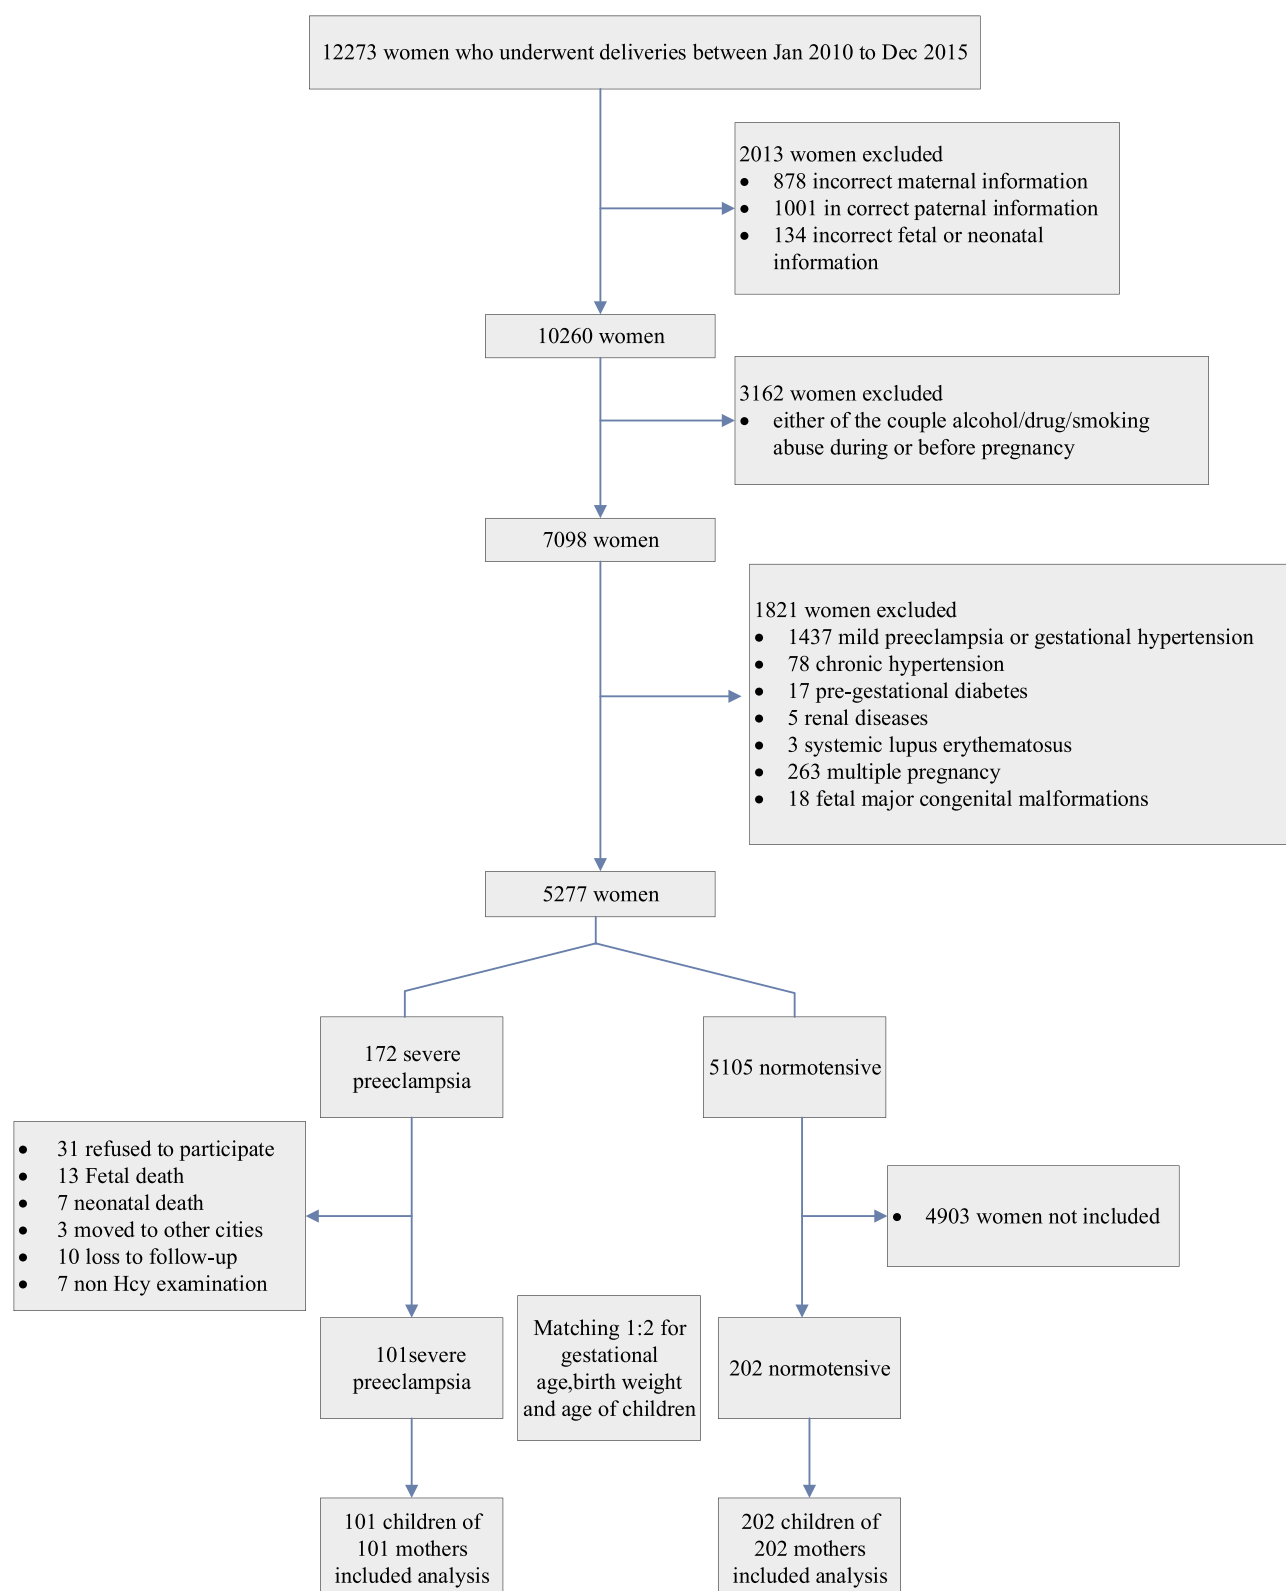 12273 women who underwent deliveries between Jan 2010 to Dec 2015
2013 women excluded
• 878 incorrect maternal information
• 1001 in correct paternal information
• 134 incorrect fetal or neonatal
information
10260 women
3162 women excluded
• either of the couple alcohol/drug/smoking
abuse during or before pregnancy
7098 women
1821 women excluded
• 1437 mild preeclampsia or gestational hypertension
• 78 chronic hypertension
• 17 pre-gestational diabetes
• 5 renal diseases
• 3 systemic lupus erythematosus
• 263 multiple pregnancy
• 18 fetal major congenital malformations
5277 women
172 severe
preeclampsia
5105 normotensive
• 31 refused to participate
• 13 Fetal death
• 7 neonatal death
• 3 moved to other cities
• 10 loss to follow-up
• 7 non Hcy examination
• 4903 women not included
101severe
preeclampsia
Matching 1:2 for
gestational
age,birth weight
and age of children
202 normotensive
101 children of
101 mothers
included analysis
202 children of
202 mothers
included analysis